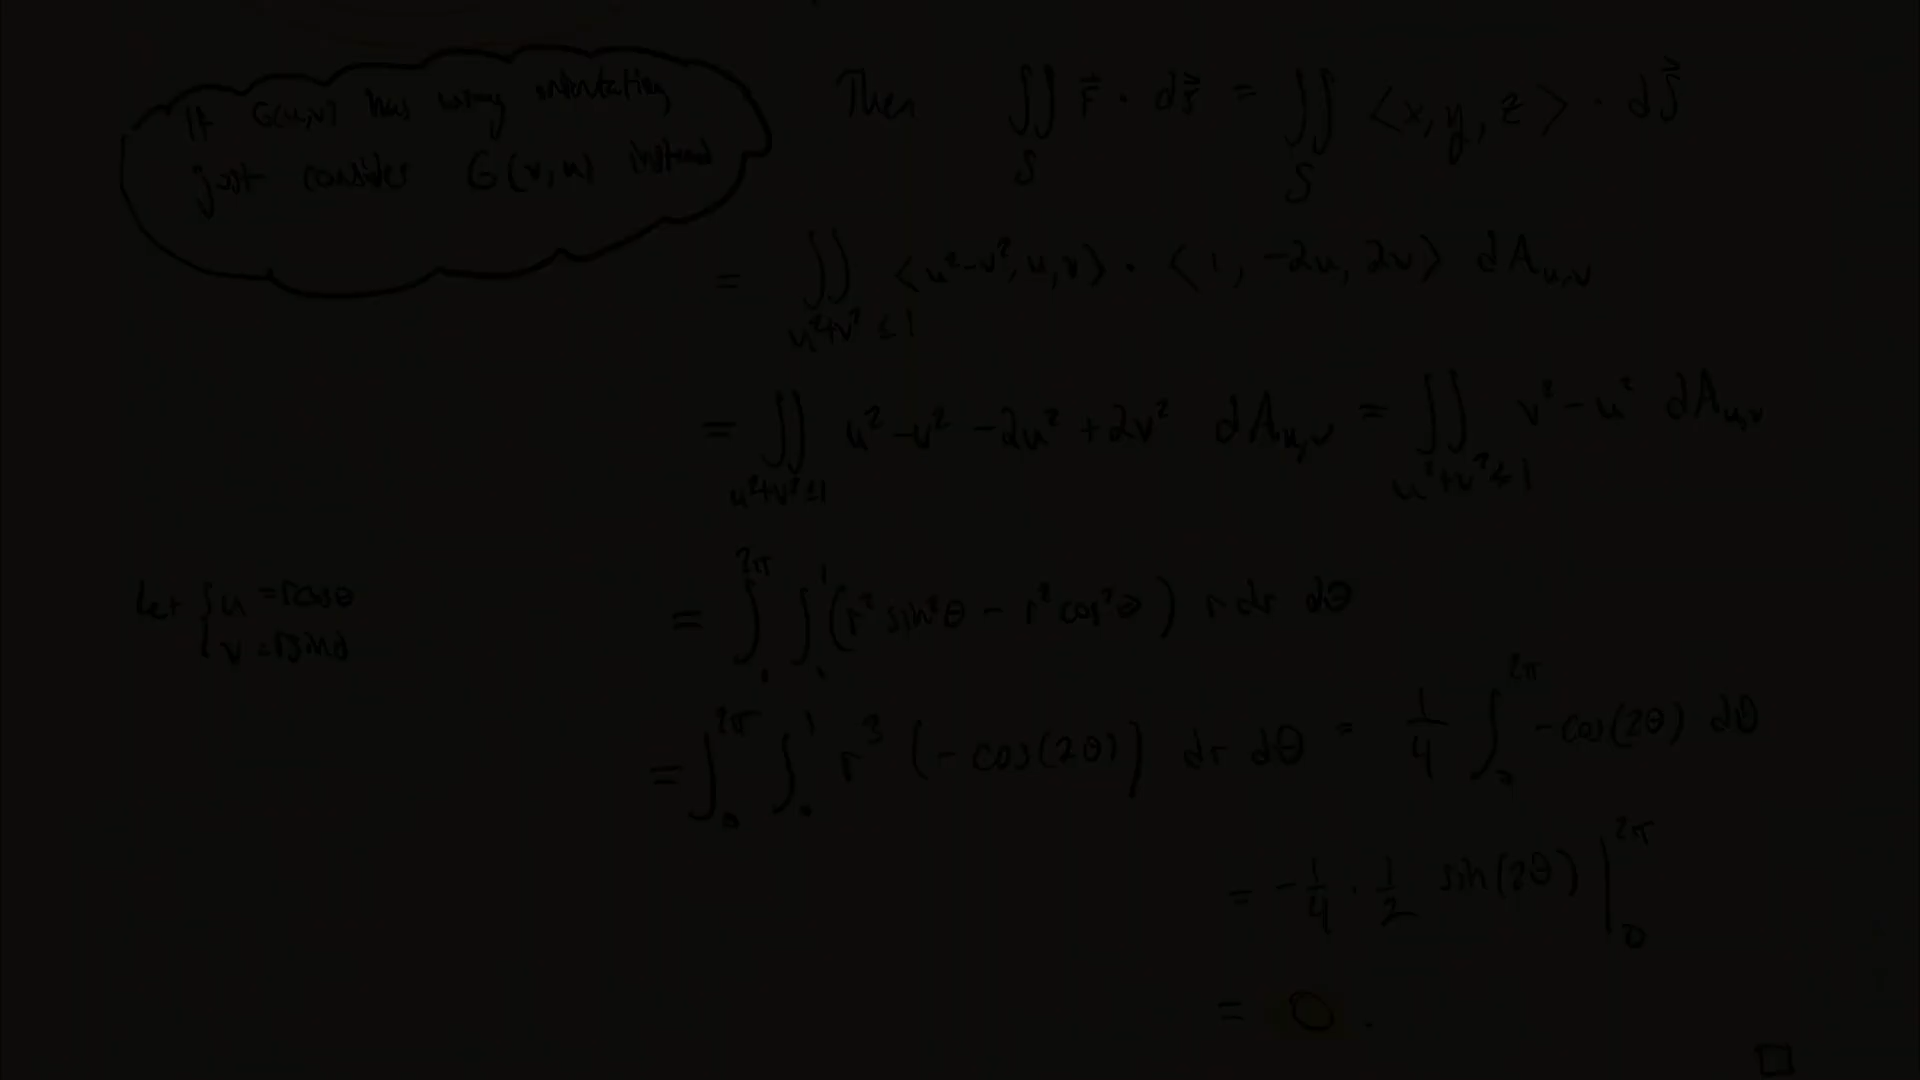 If G(u,v) has wrong orientation,
just consider G(v,u) instead
Then ∬_S F⃗ · dS⃗ = ∬_S ⟨x, y, z⟩ · dS⃗
= ∬_{u²+v² ≤ 1} ⟨u²-v², u, v⟩ · ⟨1, -2u, 2v⟩ dA_{u,v}
= ∬_{u²+v² ≤ 1} u² - v² - 2u² + 2v² dA_{u,v} = ∬_{u²+v² ≤ 1} v² - u² dA_{u,v}
Let { u = r cosθ
v = r sinθ
= ∫_0^{2π} ∫_0^1 (r² sin²θ - r² cos²θ) r dr dθ
= ∫_0^{2π} ∫_0^1 r³ (-cos(2θ)) dr dθ = 1/4 ∫_0^{2π} -cos(2θ) dθ
= -1/4 · 1/2 sin(2θ) |_0^{2π}
= 0.
□